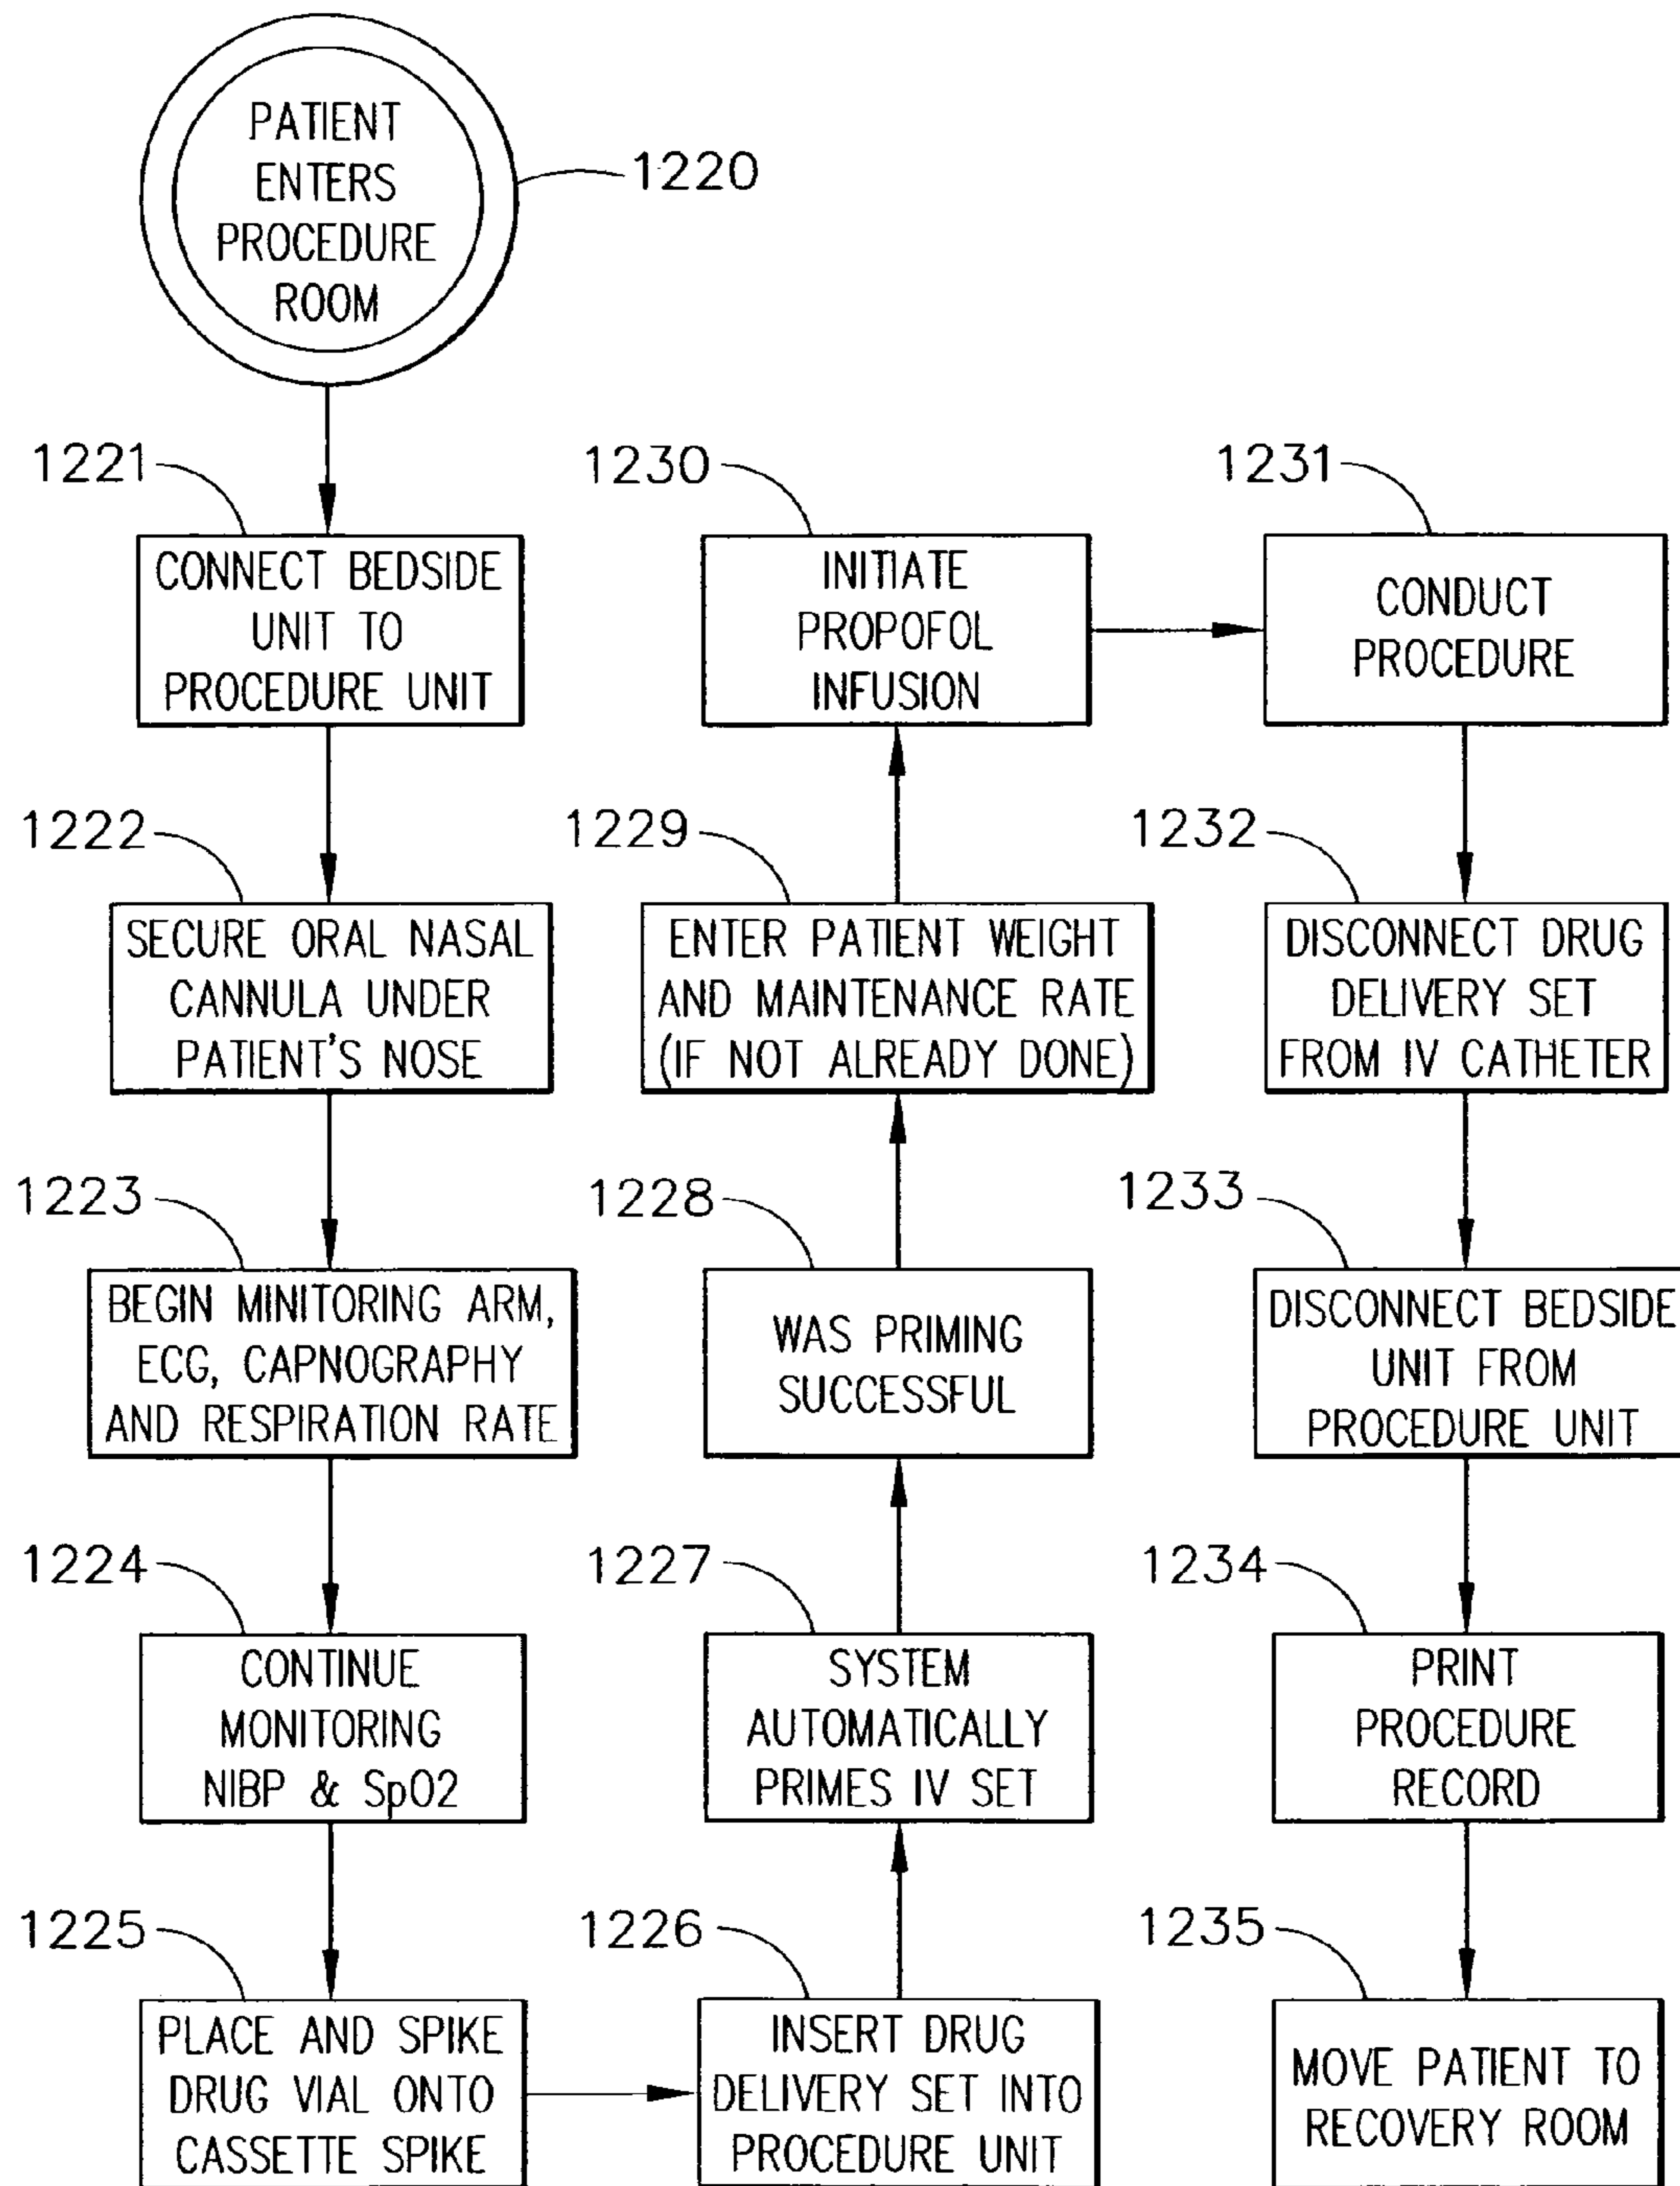 PATIENT
ENTERS
PROCEDURE
ROOM
1220
1221
CONNECT BEDSIDE
UNIT TO
PROCEDURE UNIT
1222
SECURE ORAL NASAL
CANNULA UNDER
PATIENT'S NOSE
1223
BEGIN MINITORING ARM,
ECG, CAPNOGRAPHY
AND RESPIRATION RATE
1224
CONTINUE
MONITORING
NIBP & SpO2
1225
PLACE AND SPIKE
DRUG VIAL ONTO
CASSETTE SPIKE
1226
INSERT DRUG
DELIVERY SET INTO
PROCEDURE UNIT
1227
SYSTEM
AUTOMATICALLY
PRIMES IV SET
1228
WAS PRIMING
SUCCESSFUL
1229
ENTER PATIENT WEIGHT
AND MAINTENANCE RATE
(IF NOT ALREADY DONE)
1230
INITIATE
PROPOFOL
INFUSION
1231
CONDUCT
PROCEDURE
1232
DISCONNECT DRUG
DELIVERY SET
FROM IV CATHETER
1233
DISCONNECT BEDSIDE
UNIT FROM
PROCEDURE UNIT
1234
PRINT
PROCEDURE
RECORD
1235
MOVE PATIENT TO
RECOVERY ROOM